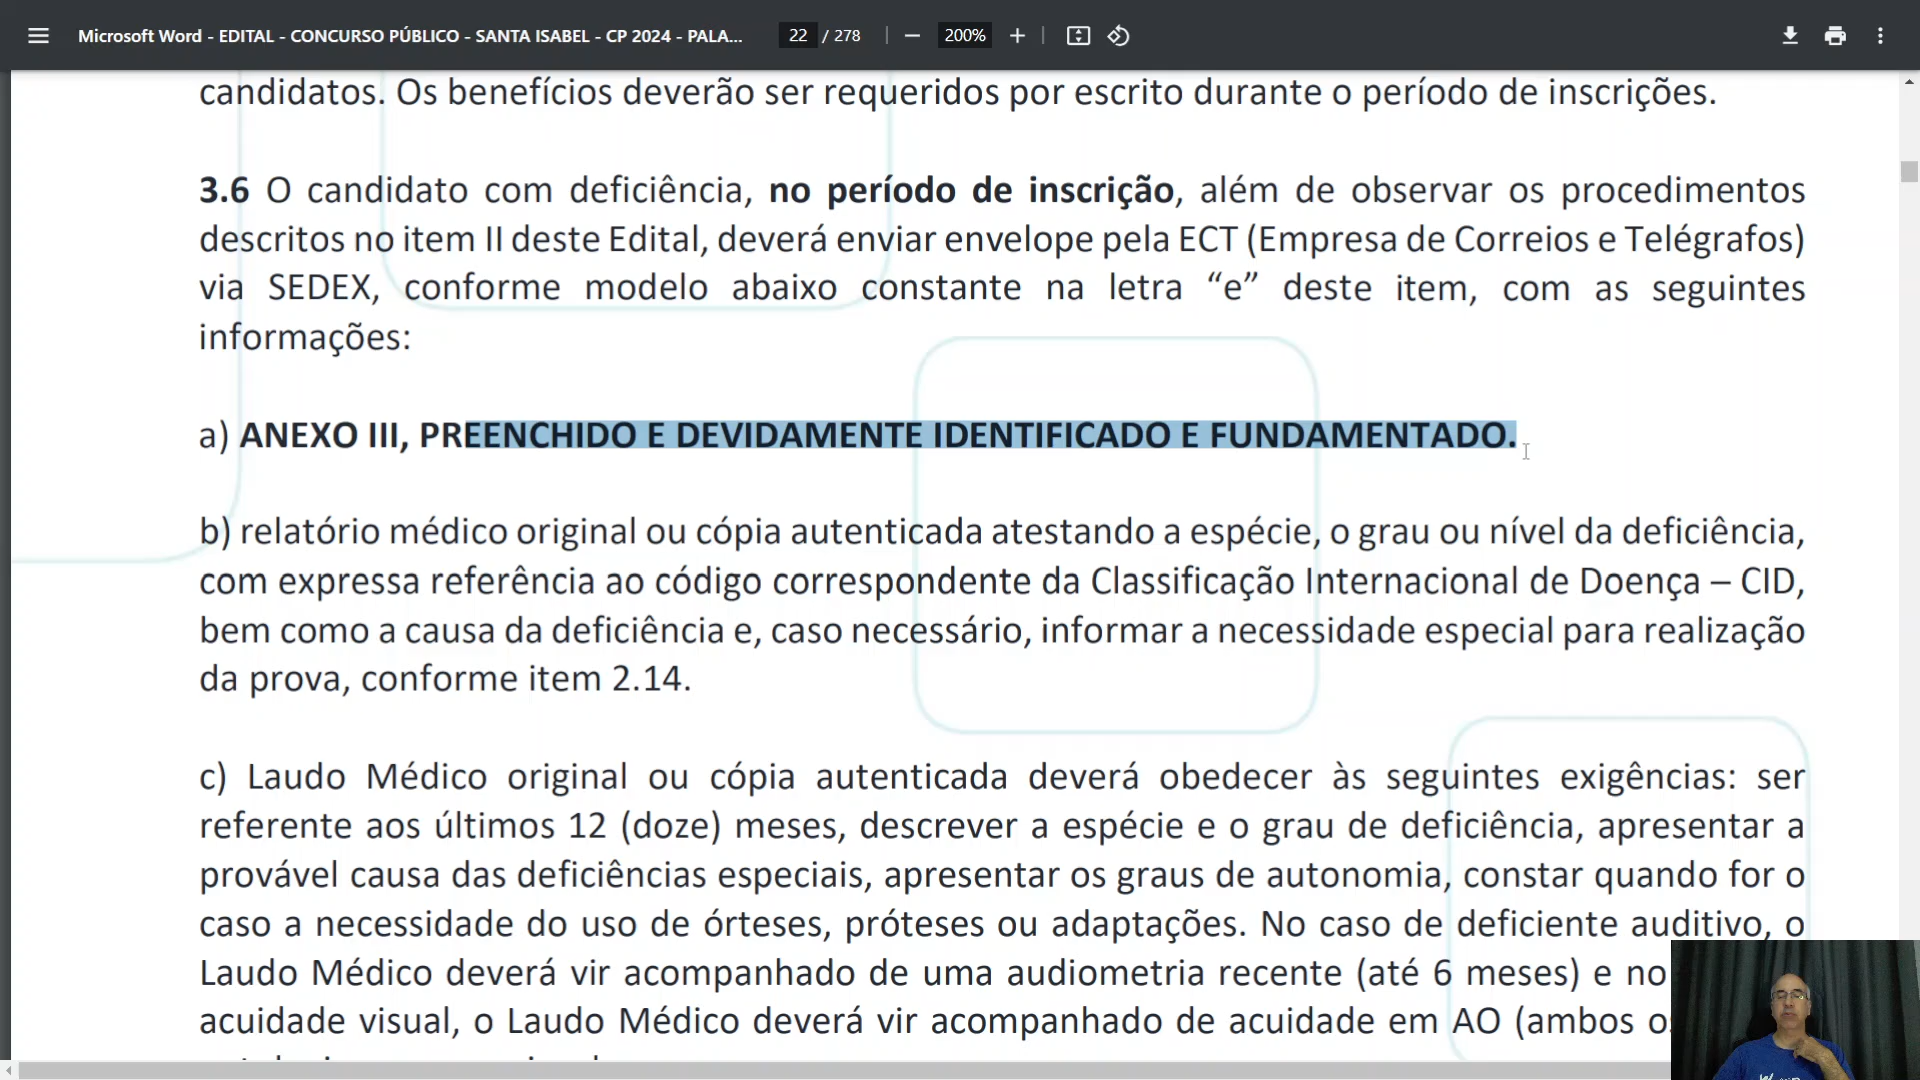 Microsoft Word - EDITAL - CONCURSO PÚBLICO - SANTA ISABEL - CP 2024 - PALA...
22 / 278
200%
candidatos. Os benefícios deverão ser requeridos por escrito durante o período de inscrições.
3.6 O candidato com deficiência, no período de inscrição, além de observar os procedimentos
descritos no item II deste Edital, deverá enviar envelope pela ECT (Empresa de Correios e Telégrafos)
via SEDEX, conforme modelo abaixo constante na letra “e” deste item, com as seguintes
informações:
a) ANEXO III, PREENCHIDO E DEVIDAMENTE IDENTIFICADO E FUNDAMENTADO.
b) relatório médico original ou cópia autenticada atestando a espécie, o grau ou nível da deficiência,
com expressa referência ao código correspondente da Classificação Internacional de Doença – CID,
bem como a causa da deficiência e, caso necessário, informar a necessidade especial para realização
da prova, conforme item 2.14.
c) Laudo Médico original ou cópia autenticada deverá obedecer às seguintes exigências: ser
referente aos últimos 12 (doze) meses, descrever a espécie e o grau de deficiência, apresentar a
provável causa das deficiências especiais, apresentar os graus de autonomia, constar quando for o
caso a necessidade do uso de órteses, próteses ou adaptações. No caso de deficiente auditivo, o
Laudo Médico deverá vir acompanhado de uma audiometria recente (até 6 meses) e no
acuidade visual, o Laudo Médico deverá vir acompanhado de acuidade em AO (ambos